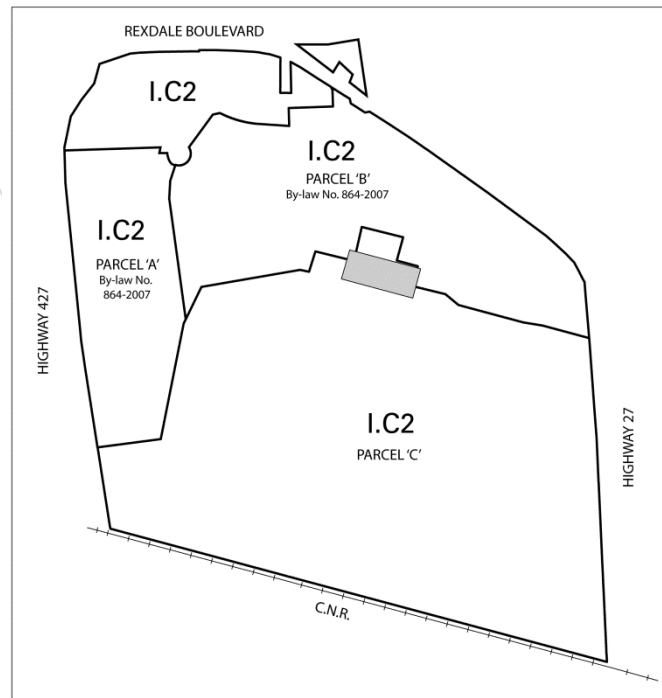 REXDALE BOULEVARD
I.C2
I.C2
PARCEL 'B'
By-law No. 864-2007
I.C2
PARCEL 'A'
By-law No.
864-2007
HIGHWAY 427
I.C2
PARCEL 'C'
HIGHWAY 27
C.N.R.